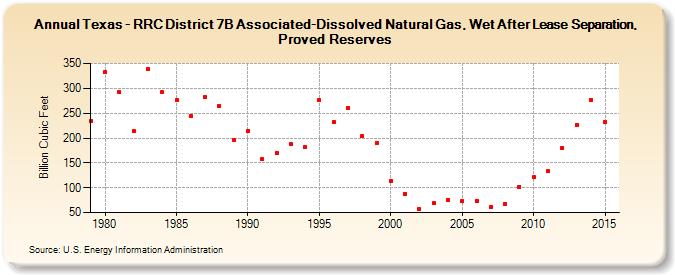 Annual Texas - RRC District 7B Associated-Dissolved Natural Gas, Wet After Lease Separation,
Proved Reserves
Billion Cubic Feet
350
300
250
200
150
100
50
1980 1985 1990 1995 2000 2005 2010 2015
Source: U.S. Energy Information Administration